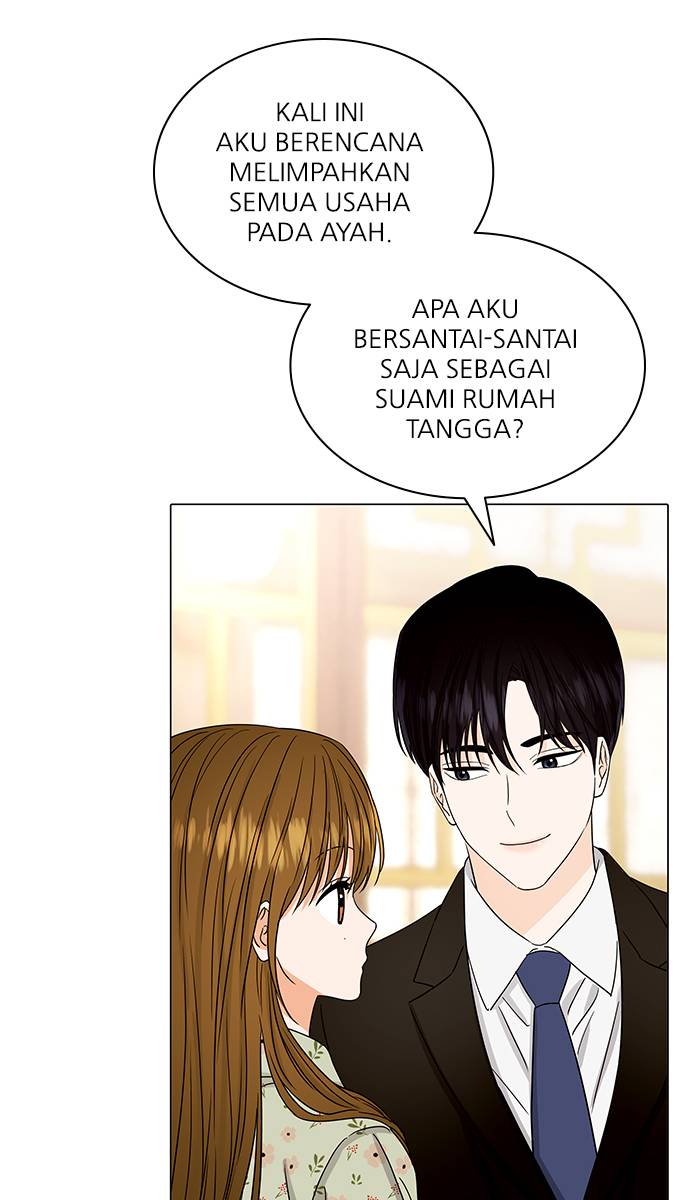 KALI INI
AKU BERENCANA
MELIMPAHKAN
SEMUA USAHA
PADA AYAH.
APA AKU
BERSANTAI-SANTAI
SAJA SEBAGAI
SUAMI RUMAH
TANGGA?